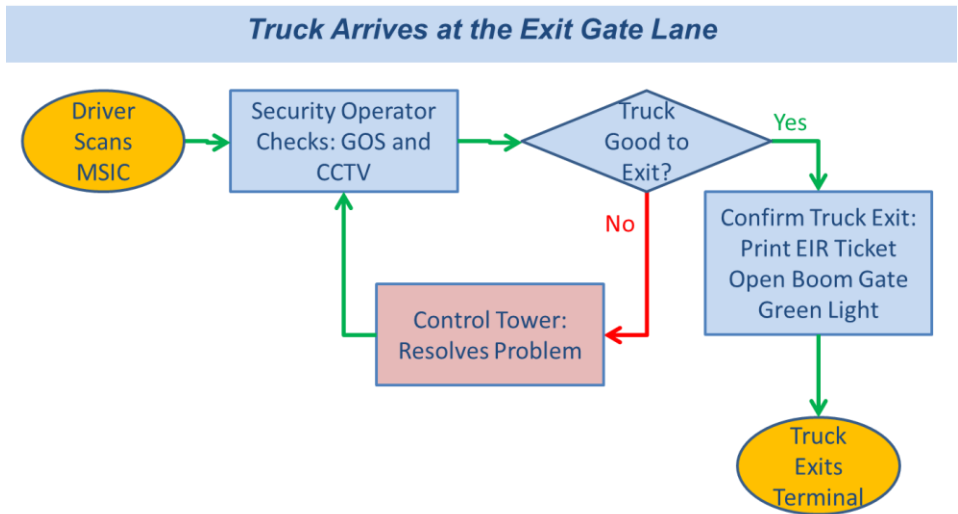 Truck Arrives at the Exit Gate Lane
Driver
Scans
MSIC
Security Operator
Checks: GOS and
CCTV
Truck
Good to
Exit?
Yes
No
Confirm Truck Exit:
Print EIR Ticket
Open Boom Gate
Green Light
Control Tower:
Resolves Problem
Truck
Exits
Terminal